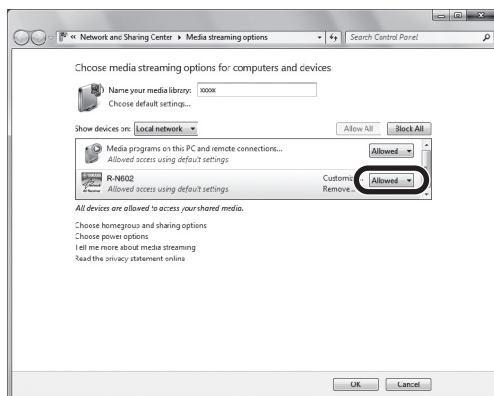 « Network and Sharing Center ▸ Media streaming options
Search Control Panel
Choose media streaming options for computers and devices
Name your media library: xxxxx
Choose default settings...
Show devices on: Local network
Allow All
Block All
Media programs on this PC and remote connections...
Allowed access using default settings
Allowed
R-N602
Allowed access using default settings
Remove
Allowed
All devices are allowed to access your shared media.
Choose homegroup and sharing options
Choose power options
Tell me more about media streaming
Read the privacy statement online
OK
Cancel